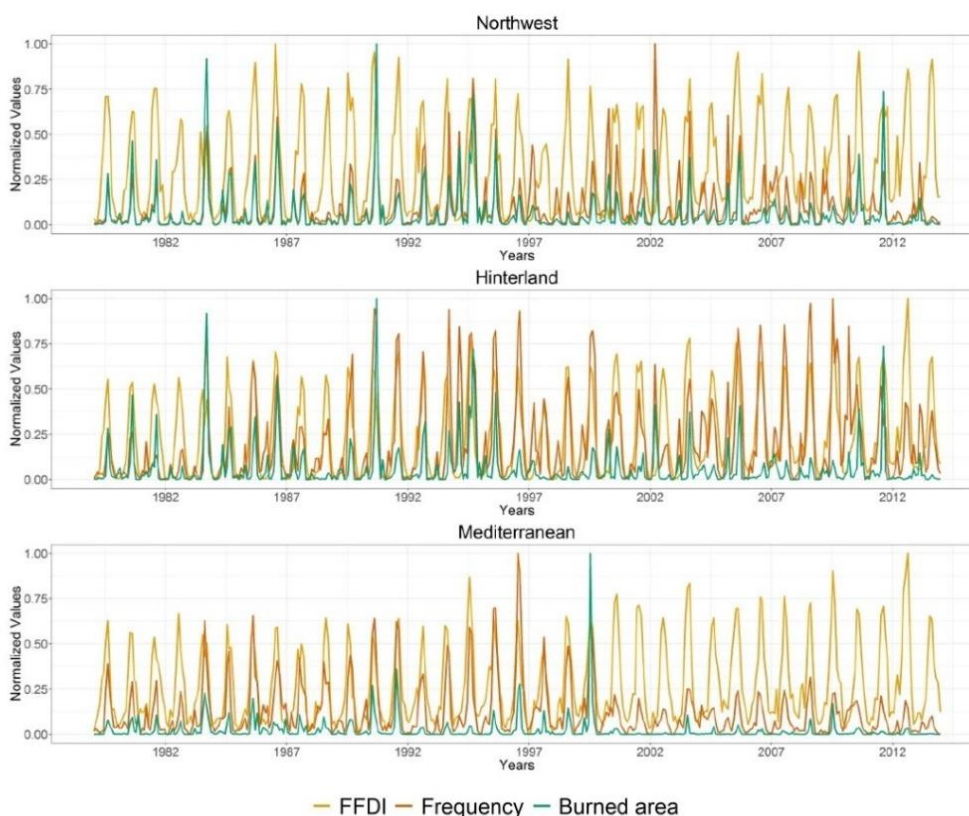 Northwest
1.00
0.75
0.50
0.25
0.00
Normalized Values
1982 1987 1992 1997 2002 2007 2012
Years
Hinterland
1.00
0.75
0.50
0.25
0.00
Normalized Values
1982 1987 1992 1997 2002 2007 2012
Years
Mediterranean
1.00
0.75
0.50
0.25
0.00
Normalized Values
1982 1987 1992 1997 2002 2007 2012
Years
FFDI Frequency Burned area